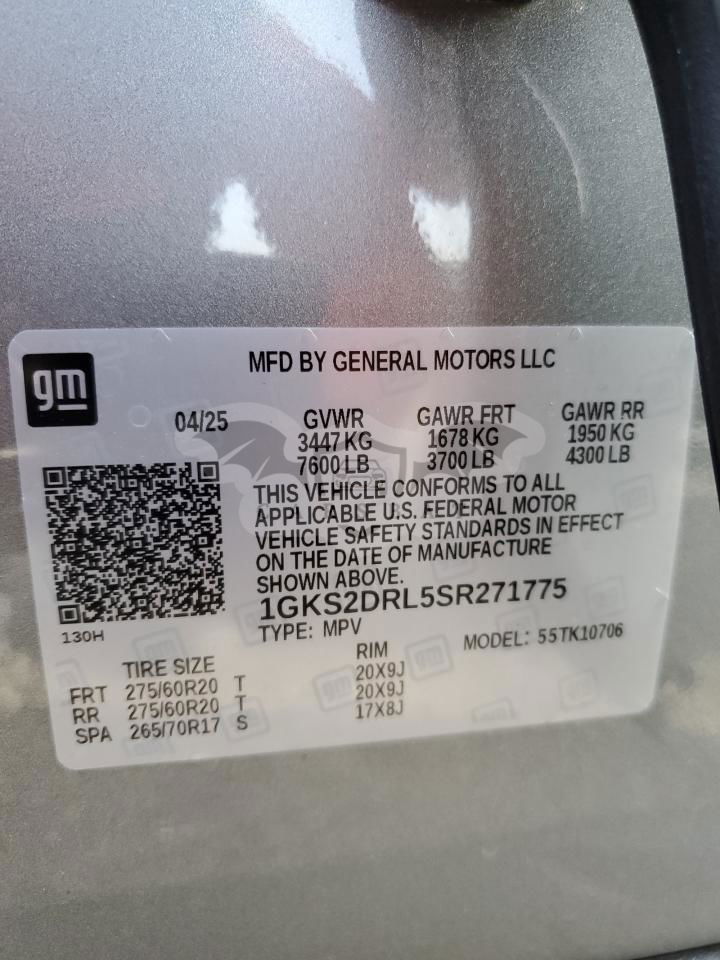 gm
MFD BY GENERAL MOTORS LLC
04/25 GVWR GAWR FRT GAWR RR
3447 KG 1678 KG 1950 KG
7600 LB 3700 LB 4300 LB
THIS VEHICLE CONFORMS TO ALL
APPLICABLE U.S. FEDERAL MOTOR
VEHICLE SAFETY STANDARDS IN EFFECT
ON THE DATE OF MANUFACTURE
SHOWN ABOVE.
1GKS2DRL5SR271775
130H
TYPE: MPV MODEL: 55TK10706
TIRE SIZE RIM
FRT 275/60R20 T 20X9J
RR 275/60R20 T 20X9J
SPA 265/70R17 S 17X8J